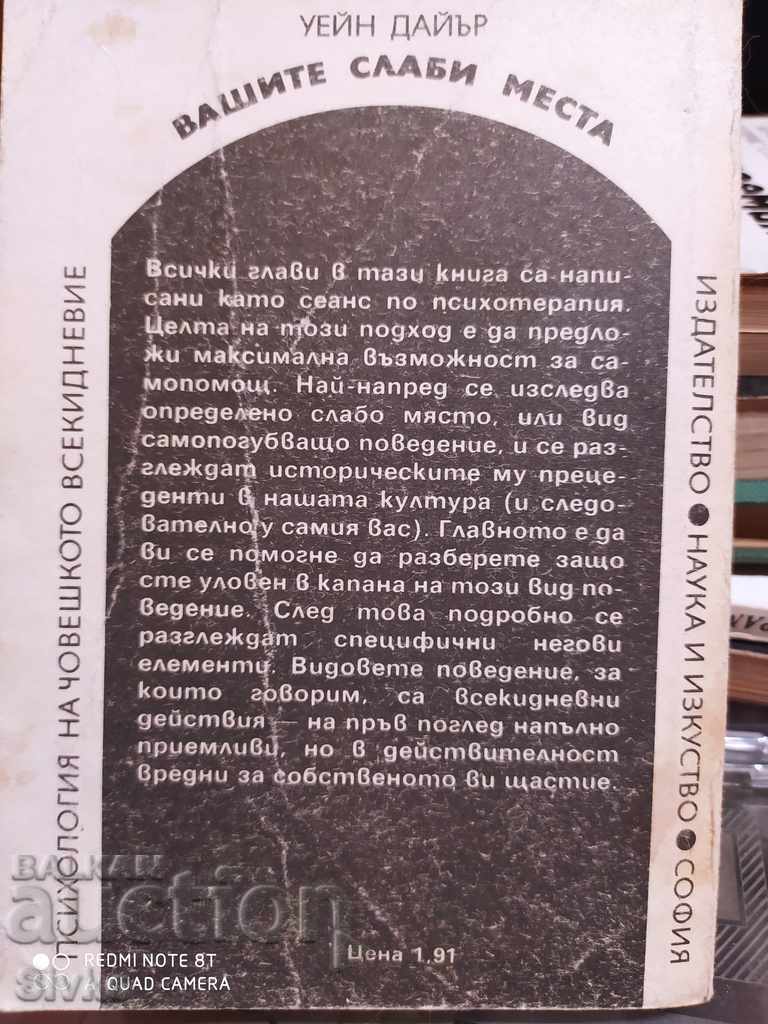 УЕЙН ДАЙЪР
ВАШИТЕ СЛАБИ МЕСТА
ПСИХОЛОГИЯ НА ЧОВЕШКОТО ВСЕКИДНЕВИЕ
Всички глави в тази книга са напи-
сани като сеанс по психотерапия.
Целта на този подход е да предло-
жи максимална възможност за са-
мопомощ. Най-напред се изследва
определено слабо място, или вид
самопогубващо поведение, и се раз-
глеждат историческите му преце-
денти в нашата култура (и следо-
вателно у самия вас). Главното е да
ви се помогне да разберете защо
сте уловен в капана на този вид по-
ведение. След това подробно се
разглеждат специфични негови
елементи. Видовете поведение, за
които говорим, са всекидневни
действия — на пръв поглед напълно
приемливи, но в действителност
вредни за собственото ви щастие.
Цена 1,91
ИЗДАТЕЛСТВО • НАУКА И ИЗКУСТВО • СОФИЯ
БАЛКАН
auction
REDMI NOTE 8T
AI QUAD CAMERA